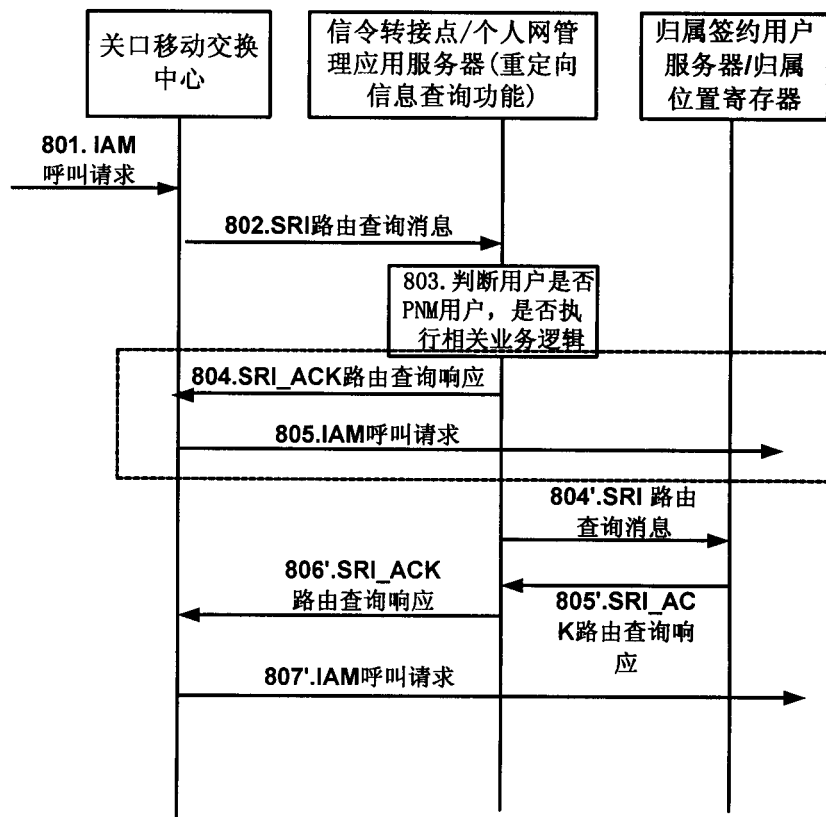 关口移动交换
中心
信令转接点/个人网管
理应用服务器(重定向
信息查询功能)
归属签约用户
服务器/归属
位置寄存器
801. IAM
呼叫请求
802.SRI路由查询消息
803.判断用户是否
PNM用户，是否执
行相关业务逻辑
804.SRI_ACK路由查询响应
805.IAM呼叫请求
804'.SRI 路由
查询消息
806'.SRI_ACK
路由查询响应
805'.SRI_AC
K路由查询响
应
807'.IAM呼叫请求